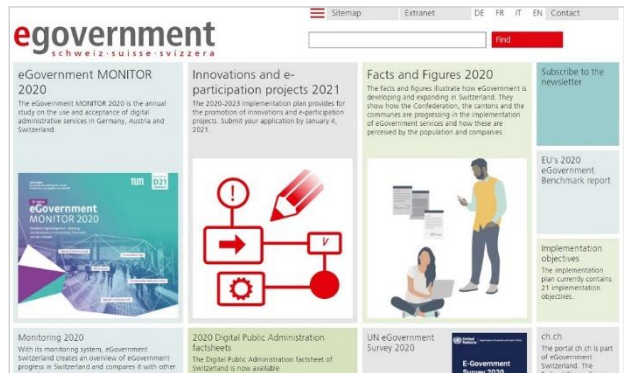 Sitemap
Extranet
DE FR IT EN Contact
egovernment
schweiz·suisse·svizzera
Find
eGovernment MONITOR
2020
The eGovernment MONITOR 2020 is the annual
study on the use and acceptance of digital
administrative services in Germany, Austria and
Switzerland.
TUM
D21
eGovernment
MONITOR 2020
Innovations and e-
participation projects 2021
The 2020-2023 implementation plan provides for
the promotion of innovations and e-participation
projects. Submit your application by January 4,
2021.
V
Facts and Figures 2020
The facts and figures illustrate how eGovernment is
developing and expanding in Switzerland. They
show how the Confederation, the cantons and the
communes are progressing in the implementation
of eGovernment services and how these are
perceived by the population and companies.
Subscribe to the
newsletter
EU's 2020
eGovernment
Benchmark report
Implementation
objectives
The implementation
plan currently contains
21 implementation
objectives.
Monitoring 2020
With its monitoring system, eGovernment
Switzerland creates an overview of eGovernment
progress in Switzerland and compares it with other
2020 Digital Public Administration
factsheets
The Digital Public Administration factsheet of
Switzerland is now available
UN eGovernment
Survey 2020
United
Nations
E-Government
Survey 2020
ch.ch
The portal ch.ch is part
of eGovernment
Switzerland. The